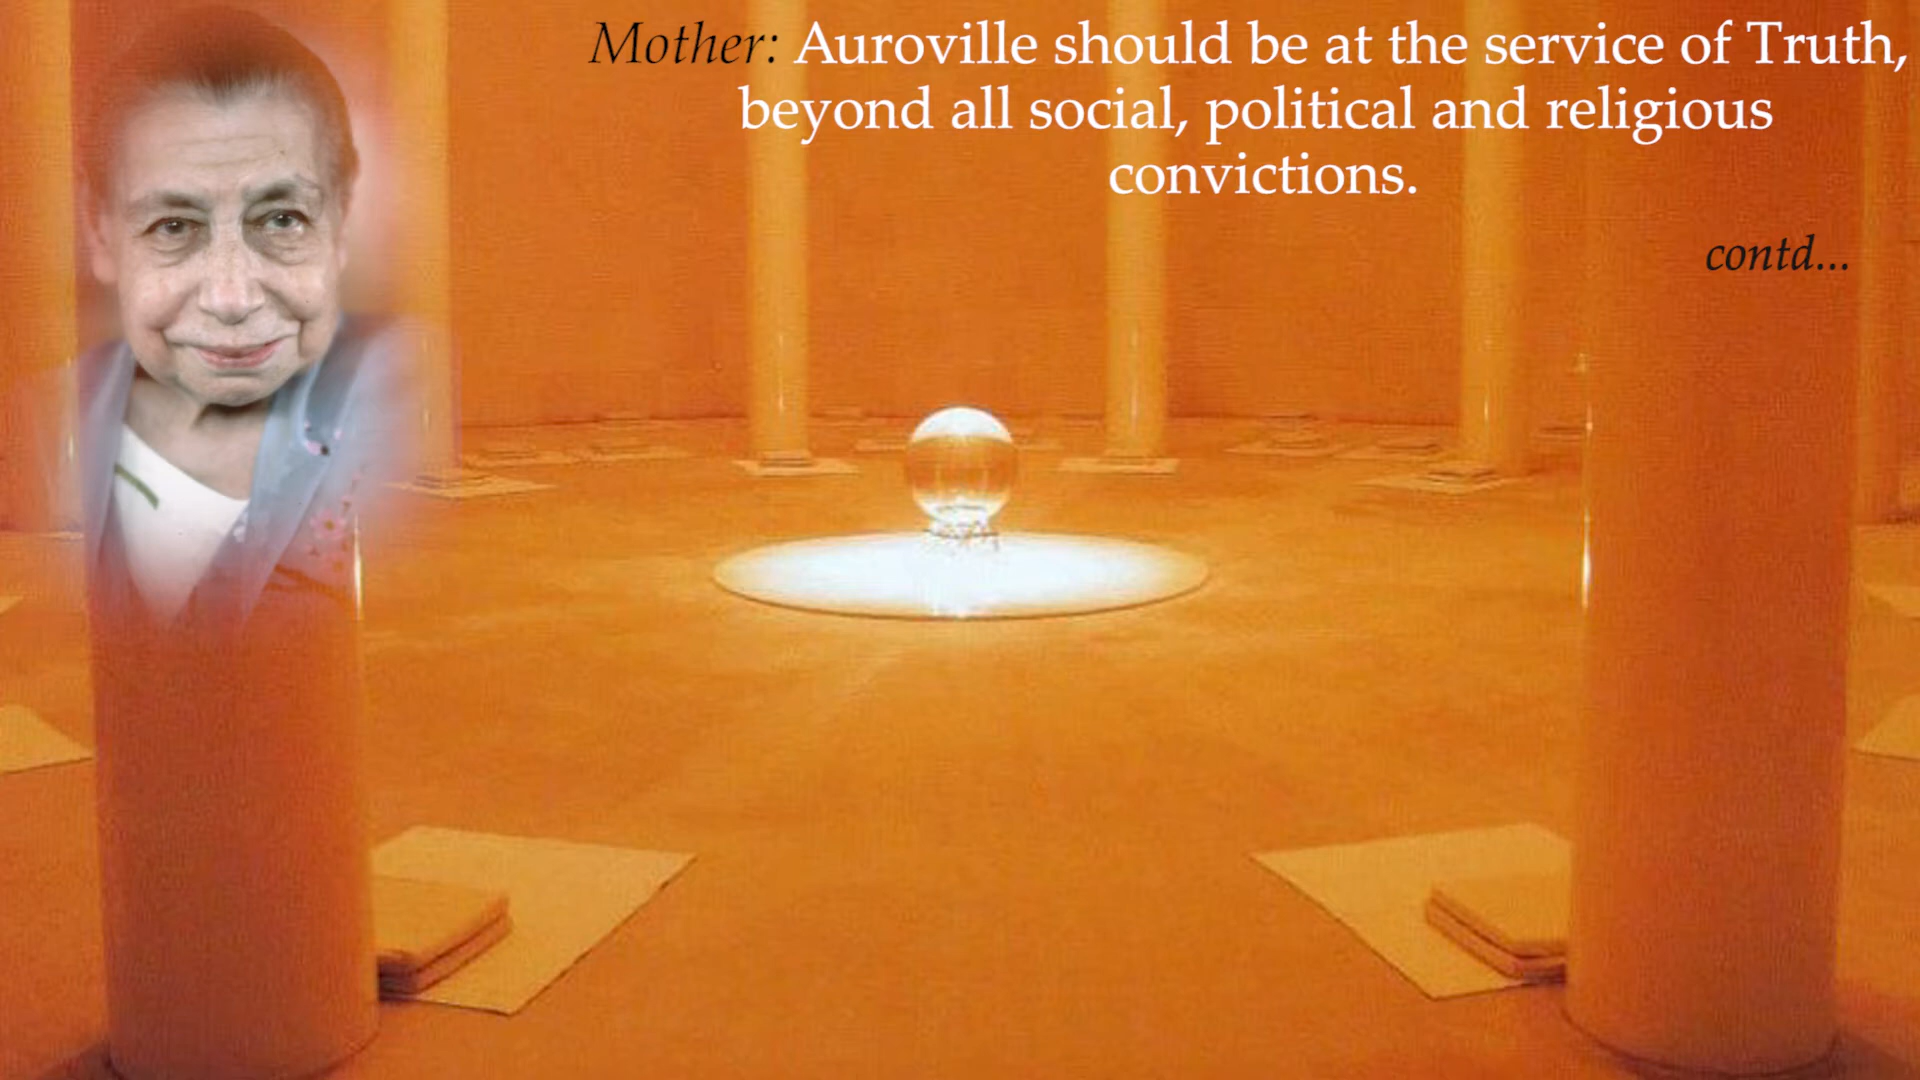 Mother: Auroville should be at the service of Truth,
beyond all social, political and religious
convictions.
contd...